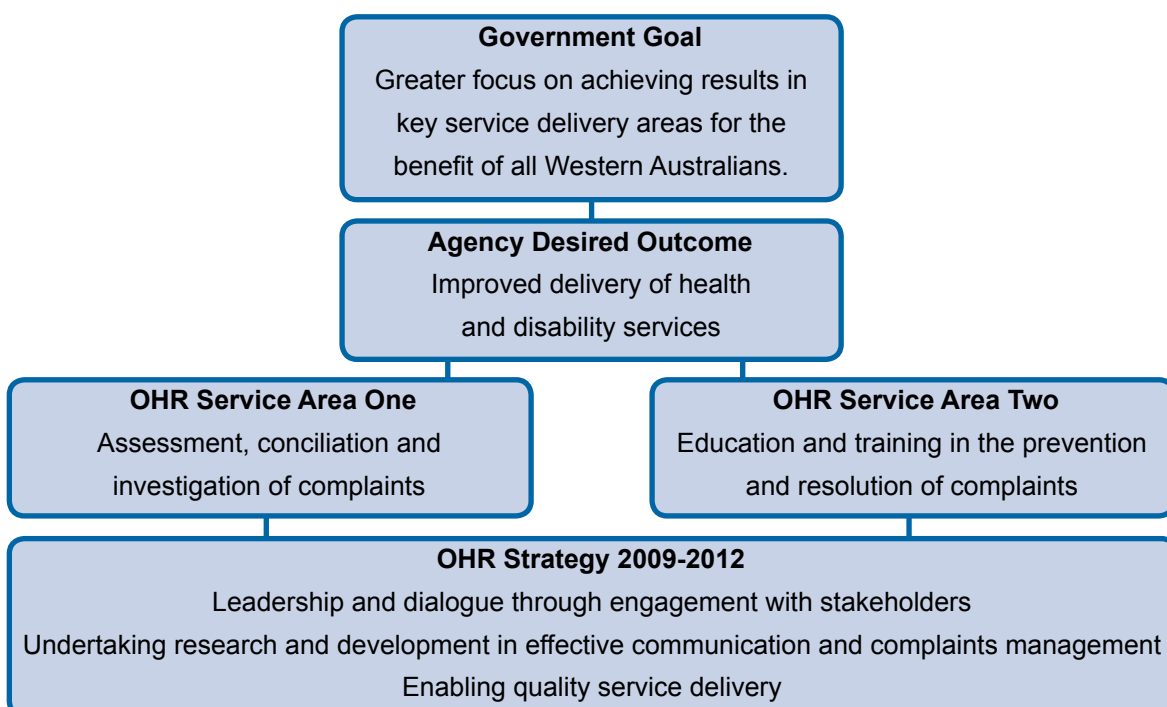 Government Goal
Greater focus on achieving results in
key service delivery areas for the
benefit of all Western Australians.
Agency Desired Outcome
Improved delivery of health
and disability services
OHR Service Area One
Assessment, conciliation and
investigation of complaints
OHR Service Area Two
Education and training in the prevention
and resolution of complaints
OHR Strategy 2009-2012
Leadership and dialogue through engagement with stakeholders
Undertaking research and development in effective communication and complaints management
Enabling quality service delivery